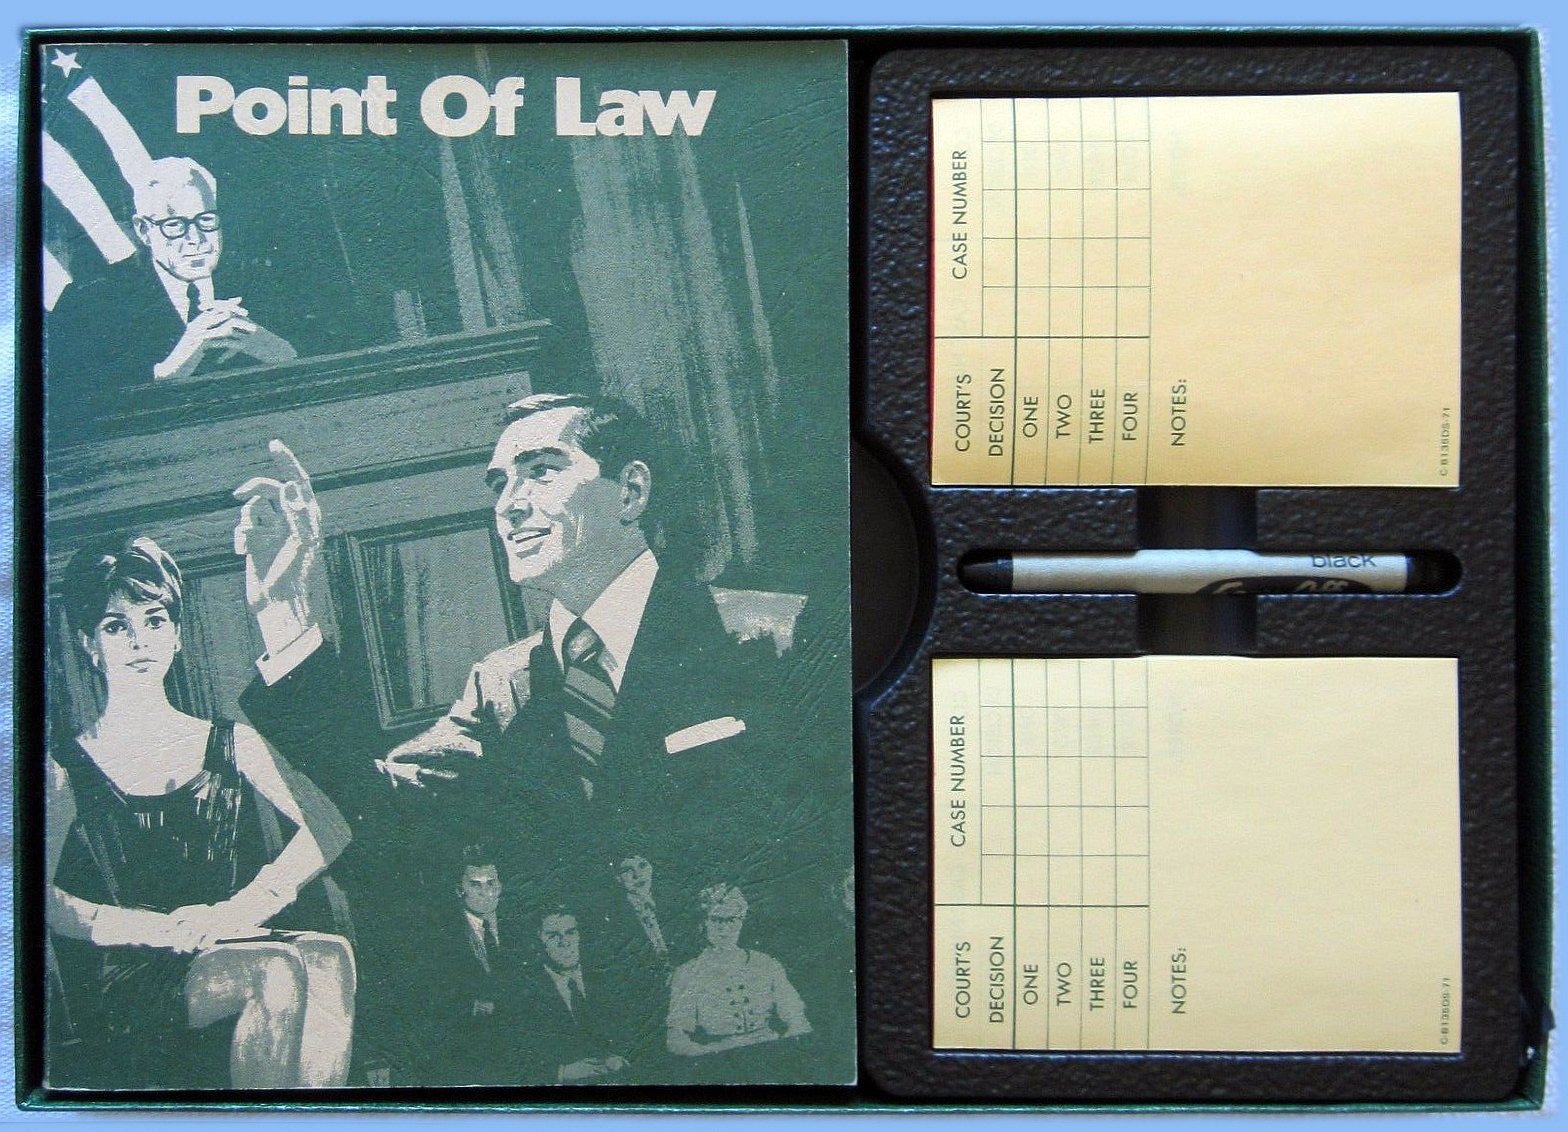 Point Of Law
CASE NUMBER
COURT'S
DECISION
ONE
TWO
THREE
FOUR
NOTES:
black
CASE NUMBER
COURT'S
DECISION
ONE
TWO
THREE
FOUR
NOTES: